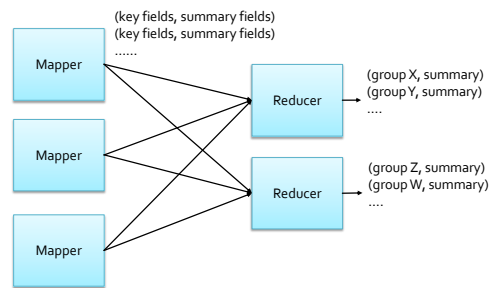 (key fields, summary fields)
(key fields, summary fields)
......
Mapper
Reducer
(group X, summary)
(group Y, summary)
....
Mapper
Reducer
(group Z, summary)
(group W, summary)
....
Mapper